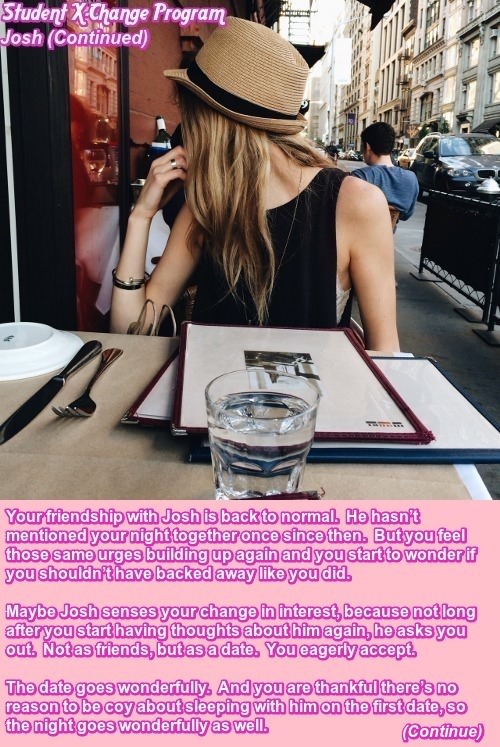 Student X-Change Program
Josh (Continued)
Your friendship with Josh is back to normal.  He hasn't
mentioned your night together once since then.  But you feel
those same urges building up again and you start to wonder if
you shouldn't have backed away like you did.
Maybe Josh senses your change in interest, because not long
after you start having thoughts about him again, he asks you
out.  Not as friends, but as a date.  You eagerly accept.
The date goes wonderfully.  And you are thankful there's no
reason to be coy about sleeping with him on the first date, so
the night goes wonderfully as well.
(Continue)